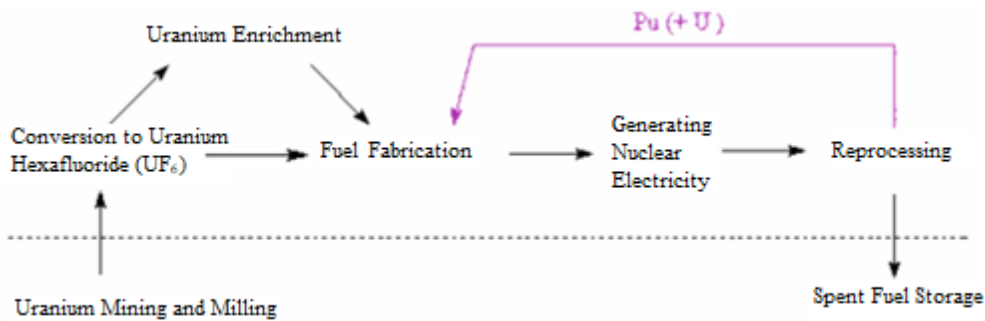 Pu (+ U )
Uranium Enrichment
Conversion to Uranium
Hexafluoride (UF₆)
Fuel Fabrication
Generating
Nuclear
Electricity
Reprocessing
Uranium Mining and Milling
Spent Fuel Storage